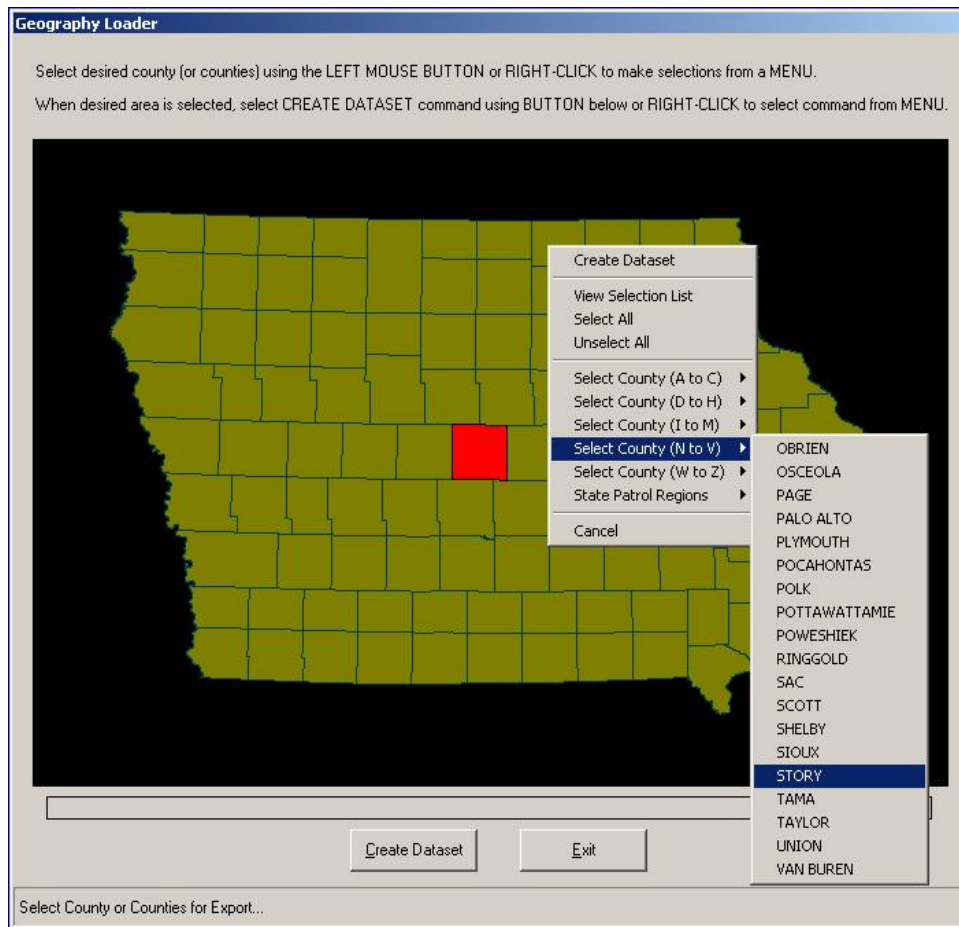 Geography Loader
Select desired county (or counties) using the LEFT MOUSE BUTTON or RIGHT-CLICK to make selections from a MENU.
When desired area is selected, select CREATE DATASET command using BUTTON below or RIGHT-CLICK to select command from MENU.
Create Dataset
View Selection List
Select All
Unselect All
Select County (A to C)
Select County (D to H)
Select County (I to M)
Select County (N to V)
Select County (W to Z)
State Patrol Regions
Cancel
OBRIEN
OSCEOLA
PAGE
PALO ALTO
PLYMOUTH
POCAHONTAS
POLK
POTTAWATTAMIE
POWESHIEK
RINGGOLD
SAC
SCOTT
SHELBY
SIOUX
STORY
TAMA
TAYLOR
UNION
VAN BUREN
Create Dataset
Exit
Select County or Counties for Export...